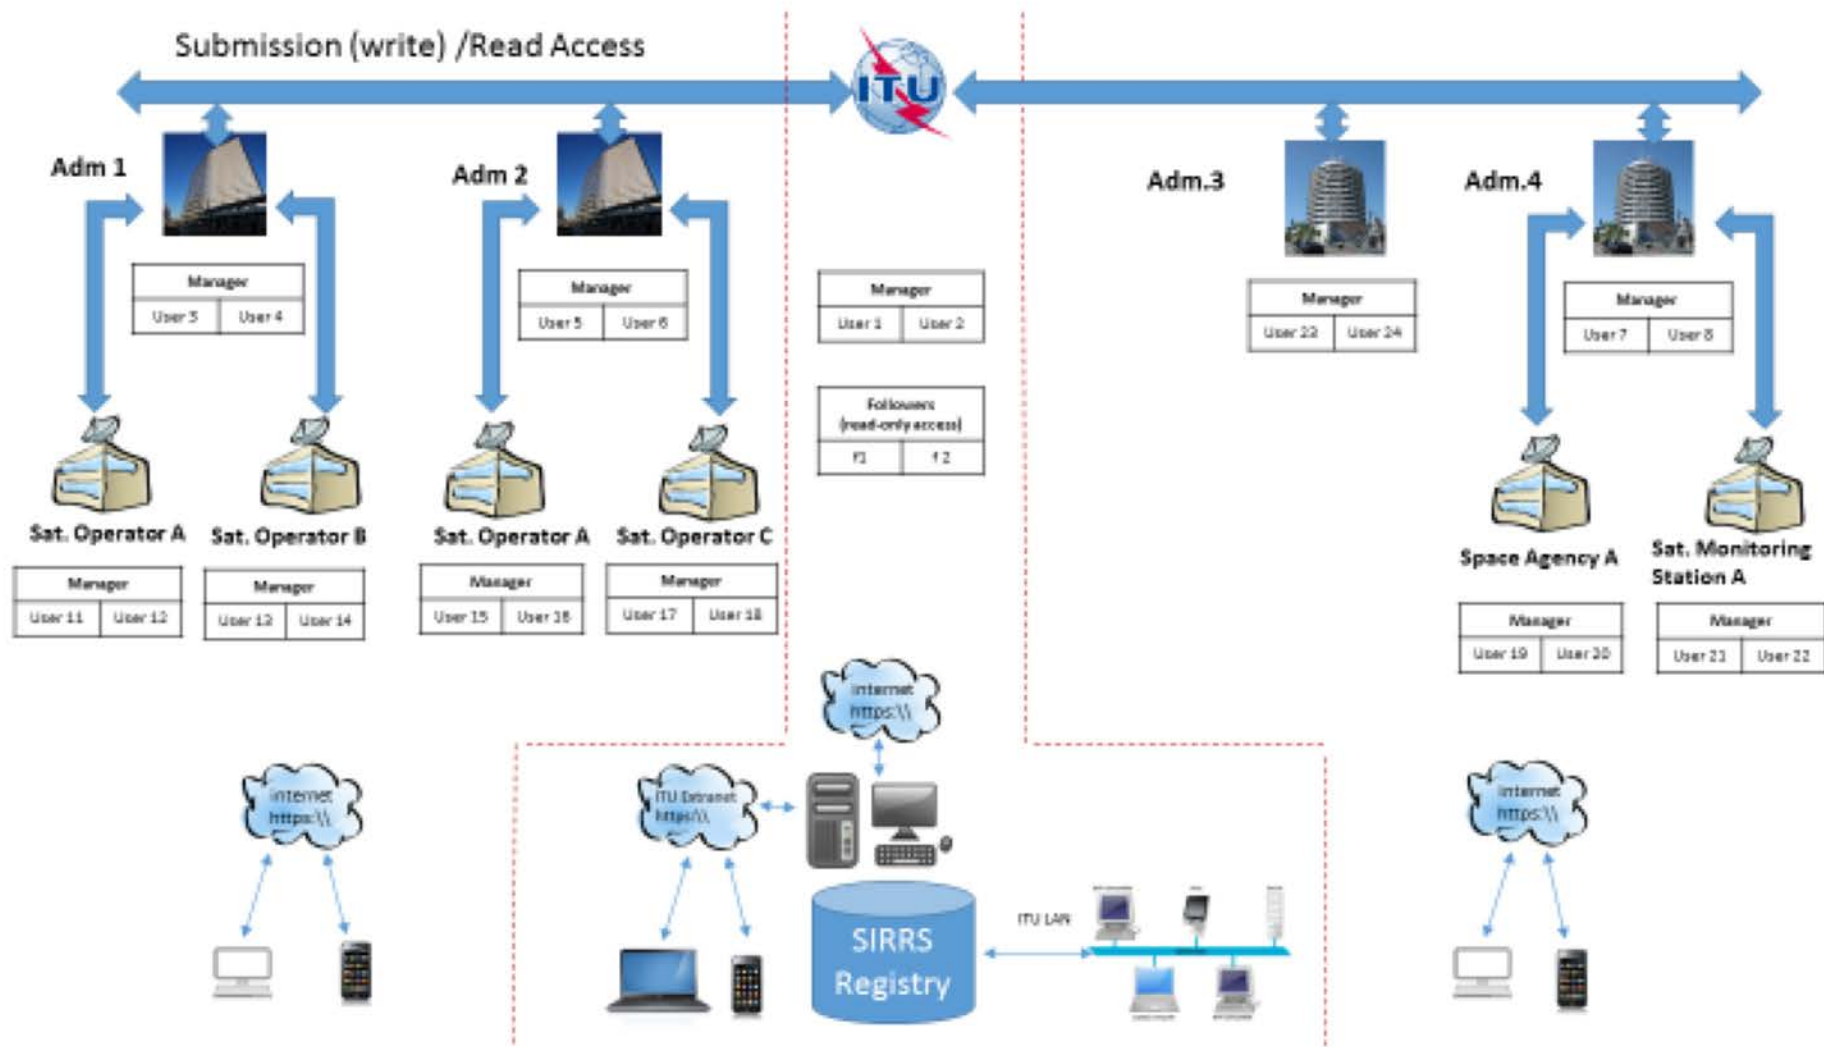 Submission (write) /Read Access
ITU
Adm 1
Adm 2
Adm.3
Adm.4
Manager
User 3
User 4
Manager
User 5
User 6
Manager
User 1
User 2
Manager
User 23
User 24
Manager
User 7
User 8
Followers
(read-only access)
f1
f 2
Sat. Operator A
Sat. Operator B
Sat. Operator A
Sat. Operator C
Space Agency A
Sat. Monitoring
Station A
Manager
User 11
User 12
Manager
User 13
User 14
Manager
User 15
User 16
Manager
User 17
User 18
Manager
User 19
User 20
Manager
User 21
User 22
internet
https:\\
internet
https:\\
ITU Extranet
https:\\
internet
https:\\
SIRRS
Registry
ITU LAN